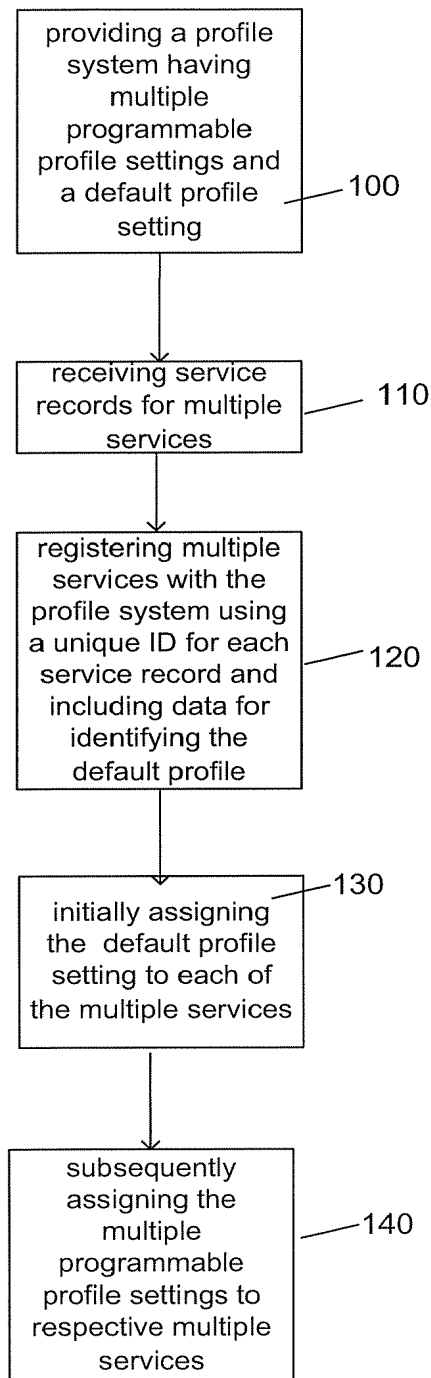 providing a profile
system having
multiple
programmable
profile settings and
a default profile
setting
100
receiving service
records for multiple
services
110
registering multiple
services with the
profile system using
a unique ID for each
service record and
including data for
identifying the
default profile
120
130
initially assigning
the default profile
setting to each of
the multiple services
subsequently
assigning the
multiple
programmable
profile settings to
respective multiple
services
140